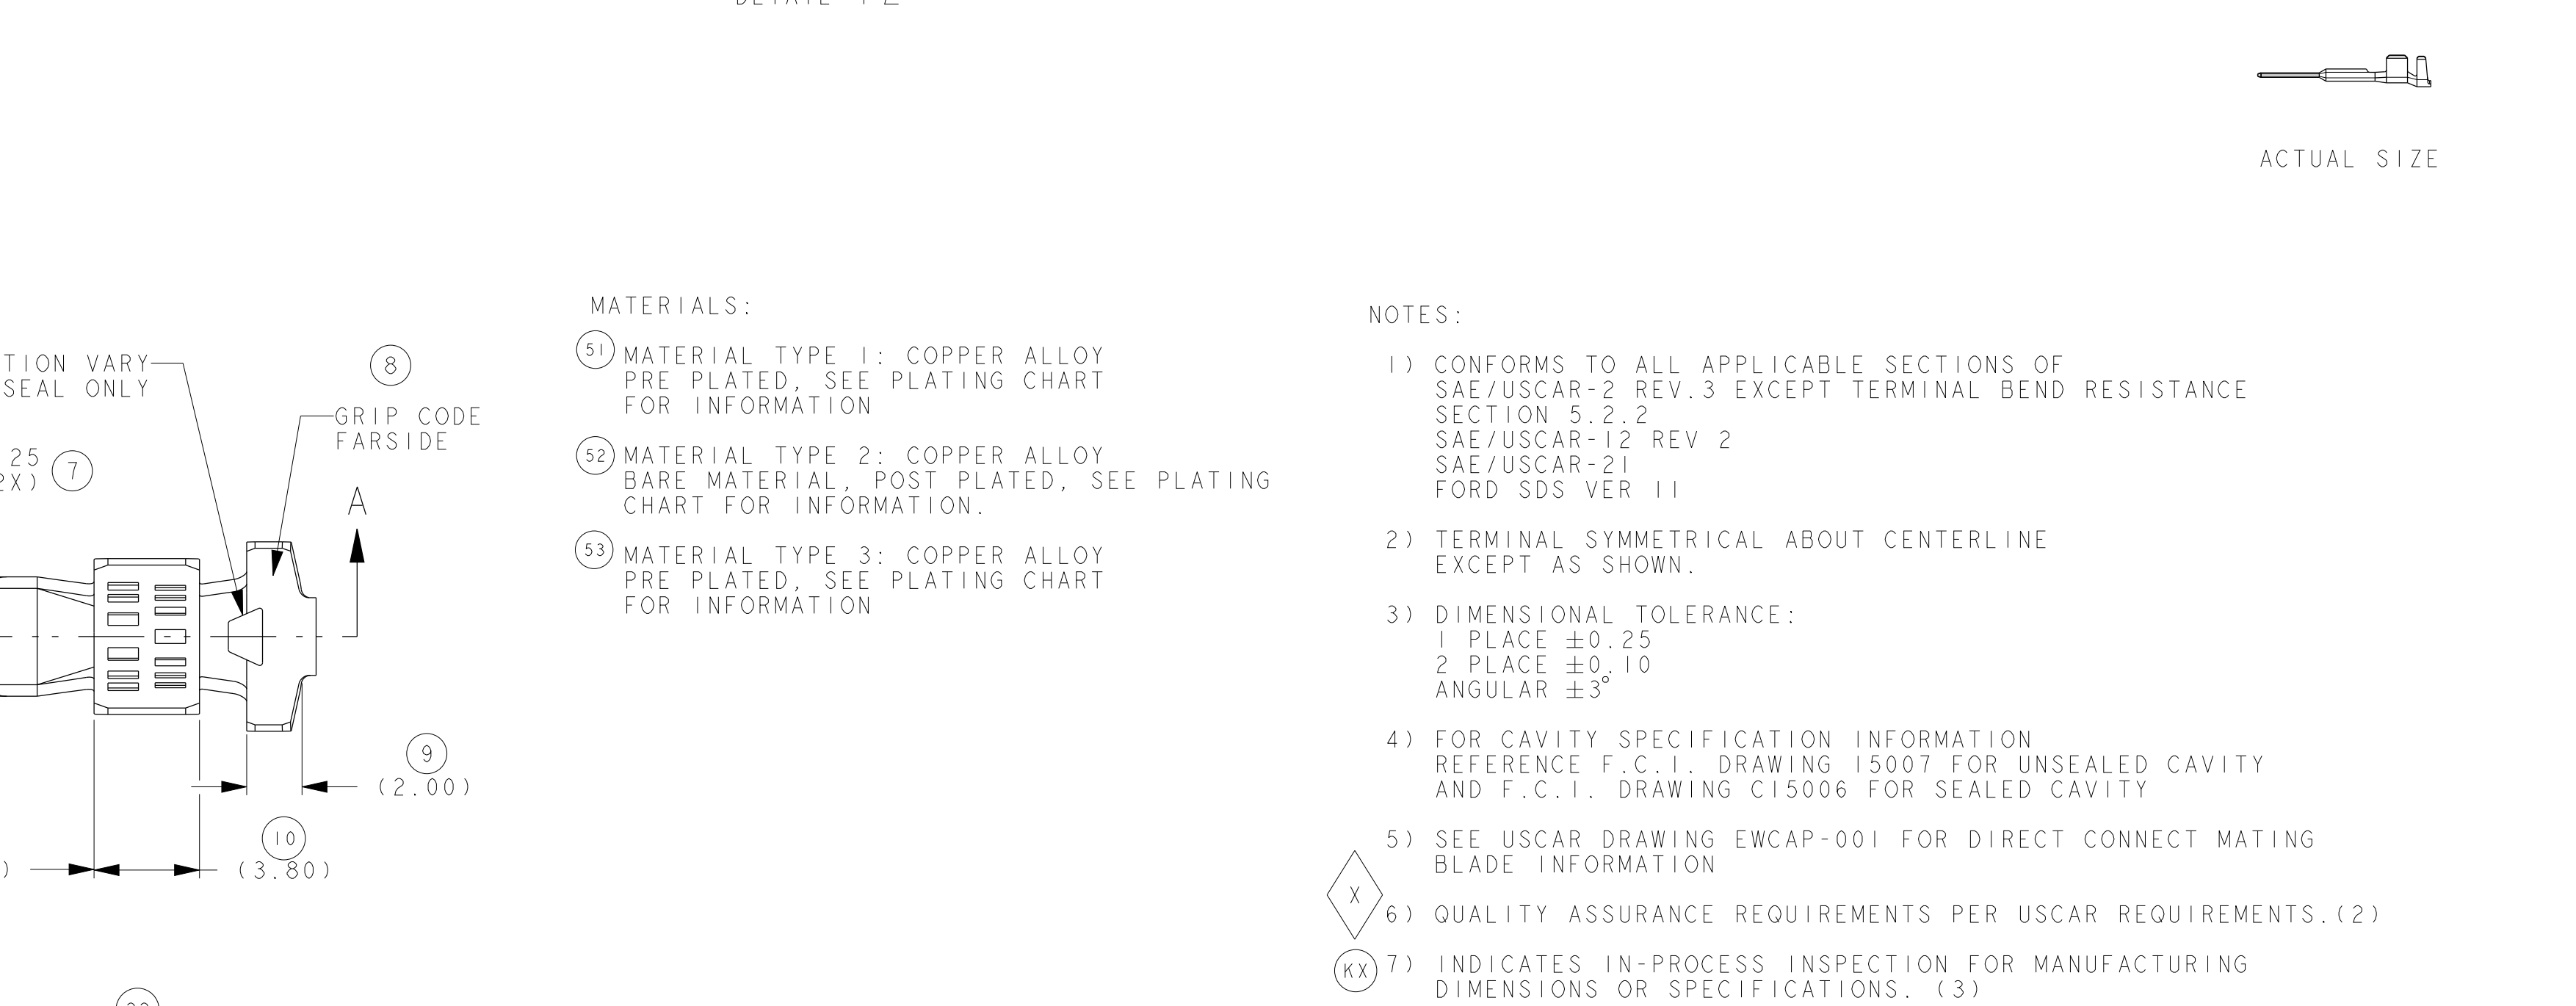 ACTUAL SIZE
TION VARY
SEAL ONLY
8
GRIP CODE
FARSIDE
25
7
2X)
A
9
(2.00)
10
(3.80)
)
MATERIALS:
51 MATERIAL TYPE 1: COPPER ALLOY
PRE PLATED, SEE PLATING CHART
FOR INFORMATION
52 MATERIAL TYPE 2: COPPER ALLOY
BARE MATERIAL, POST PLATED, SEE PLATING
CHART FOR INFORMATION.
53 MATERIAL TYPE 3: COPPER ALLOY
PRE PLATED, SEE PLATING CHART
FOR INFORMATION
NOTES:
1) CONFORMS TO ALL APPLICABLE SECTIONS OF
SAE/USCAR-2 REV.3 EXCEPT TERMINAL BEND RESISTANCE
SECTION 5.2.2
SAE/USCAR-12 REV 2
SAE/USCAR-21
FORD SDS VER 11
2) TERMINAL SYMMETRICAL ABOUT CENTERLINE
EXCEPT AS SHOWN.
3) DIMENSIONAL TOLERANCE:
1 PLACE ±0.25
2 PLACE ±0.10
ANGULAR ±3°
4) FOR CAVITY SPECIFICATION INFORMATION
REFERENCE F.C.I. DRAWING 15007 FOR UNSEALED CAVITY
AND F.C.I. DRAWING C15006 FOR SEALED CAVITY
5) SEE USCAR DRAWING EWCAP-001 FOR DIRECT CONNECT MATING
BLADE INFORMATION
X 6) QUALITY ASSURANCE REQUIREMENTS PER USCAR REQUIREMENTS.(2)
KX 7) INDICATES IN-PROCESS INSPECTION FOR MANUFACTURING
DIMENSIONS OR SPECIFICATIONS. (3)